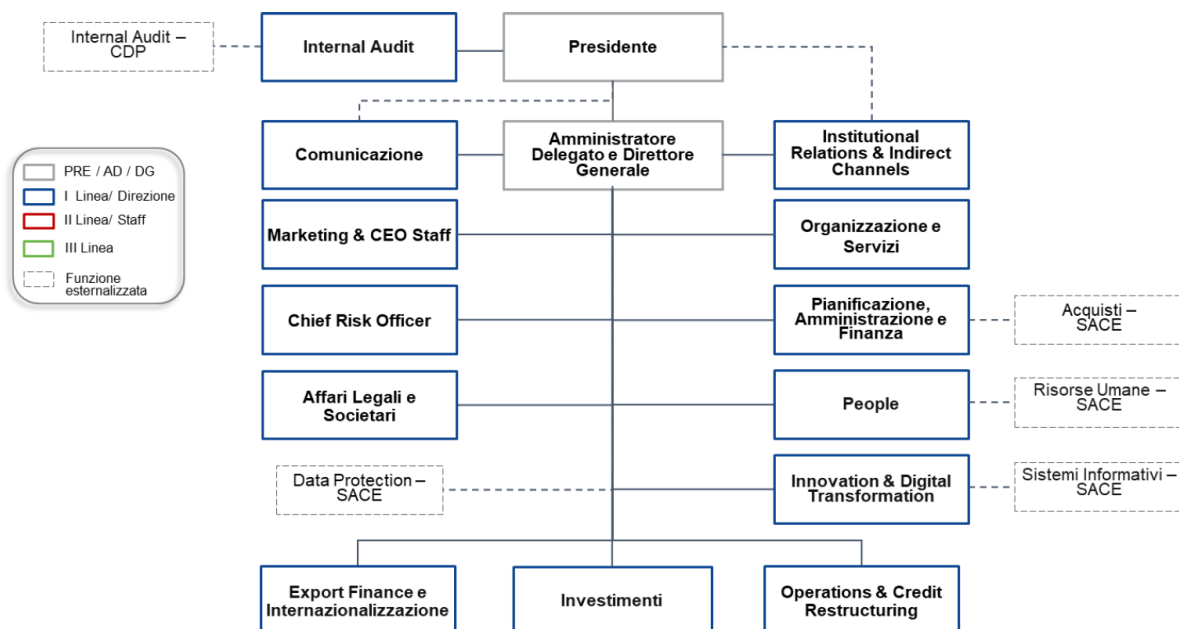 Internal Audit –
CDP
Internal Audit
Presidente
Comunicazione
Amministratore
Delegato e Direttore
Generale
Institutional
Relations & Indirect
Channels
PRE / AD / DG
I Linea/ Direzione
II Linea/ Staff
III Linea
Funzione
esternalizzata
Marketing & CEO Staff
Organizzazione e
Servizi
Chief Risk Officer
Pianificazione,
Amministrazione e
Finanza
Acquisti –
SACE
Affari Legali e
Societari
People
Risorse Umane –
SACE
Data Protection –
SACE
Innovation & Digital
Transformation
Sistemi Informativi –
SACE
Export Finance e
Internazionalizzazione
Investimenti
Operations & Credit
Restructuring